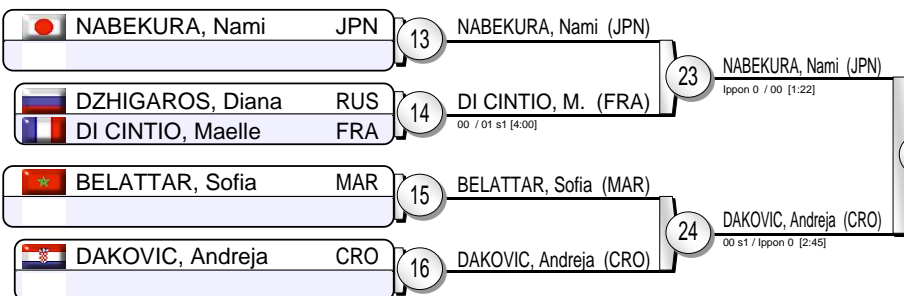 NABEKURA, Nami JPN
13
NABEKURA, Nami (JPN)
DZHIGAROS, Diana RUS
DI CINTIO, Maelle FRA
14
DI CINTIO, M. (FRA)
00 / 01 s1 [4:00]
23
NABEKURA, Nami (JPN)
Ippon 0 / 00 [1:22]
BELATTAR, Sofia MAR
15
BELATTAR, Sofia (MAR)
DAKOVIC, Andreja CRO
16
DAKOVIC, Andreja (CRO)
24
DAKOVIC, Andreja (CRO)
00 s1 / Ippon 0 [2:45]